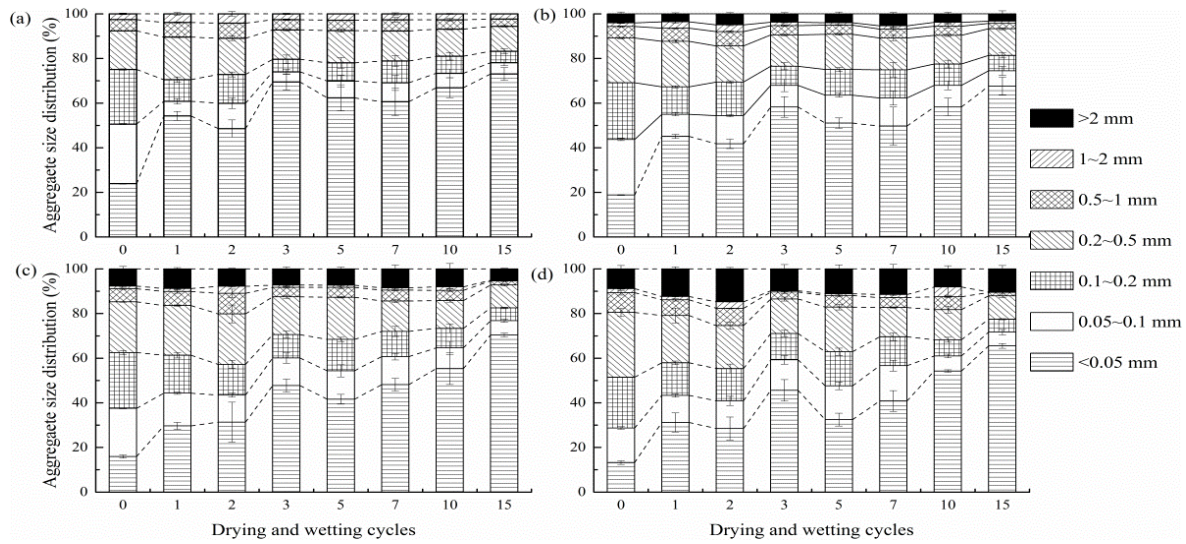 (a)
Aggregaete size distribution (%)
100
80
60
40
20
0
0 1 2 3 5 7 10 15
(b)
100
80
60
40
20
0
0 1 2 3 5 7 10 15
(c)
Aggregaete size distribution (%)
100
80
60
40
20
0
0 1 2 3 5 7 10 15
Drying and wetting cycles
(d)
100
80
60
40
20
0
0 1 2 3 5 7 10 15
Drying and wetting cycles
>2 mm
1~2 mm
0.5~1 mm
0.2~0.5 mm
0.1~0.2 mm
0.05~0.1 mm
<0.05 mm